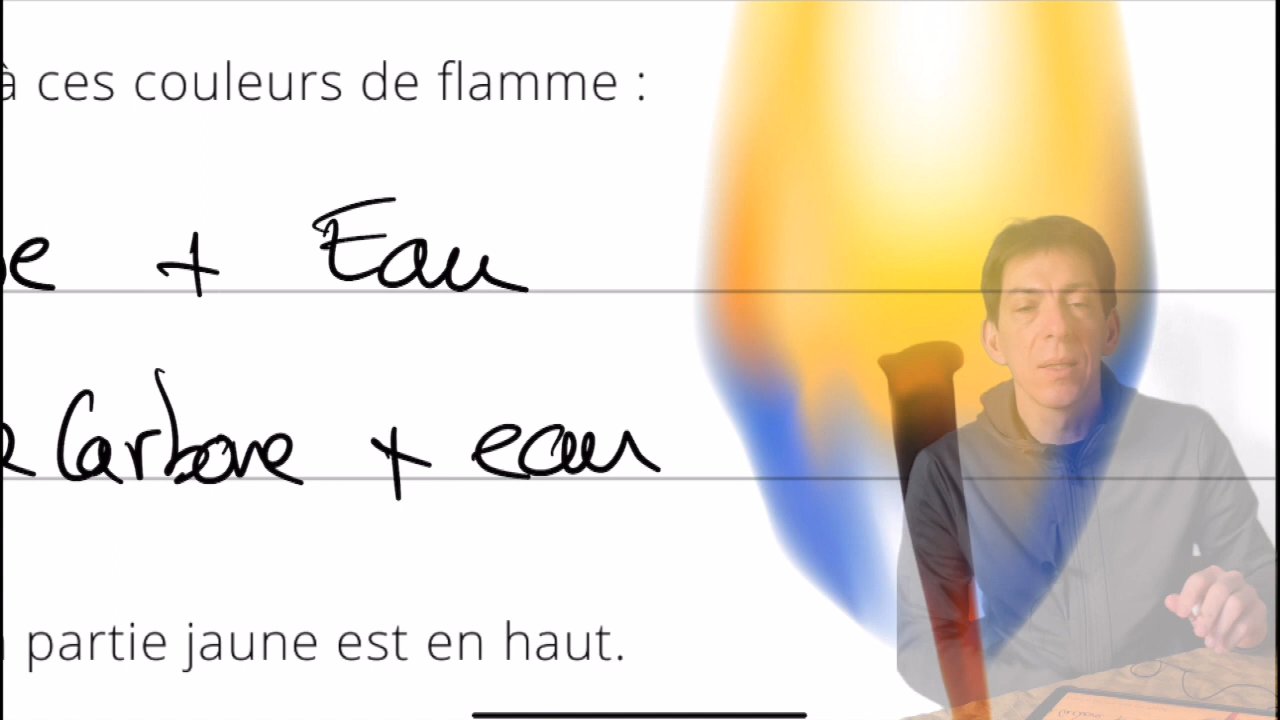 à ces couleurs de flamme :
e + Eau
Carbone + eau
partie jaune est en haut.